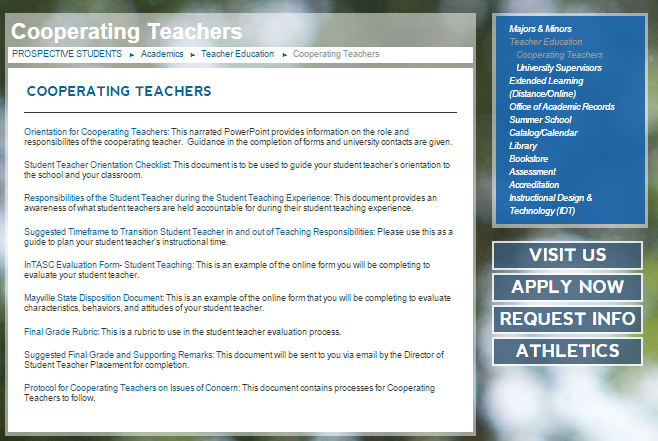 Cooperating Teachers
PROSPECTIVE STUDENTS ▸ Academics ▸ Teacher Education ▸ Cooperating Teachers
COOPERATING TEACHERS
Orientation for Cooperating Teachers: This narrated PowerPoint provides information on the role and
responsibilites of the cooperating teacher. Guidance in the completion of forms and university contacts are given.
Student Teacher Orientation Checklist: This document is to be used to guide your student teacher's orientation to
the school and your classroom.
Responsibilities of the Student Teacher during the Student Teaching Experience: This document provides an
awareness of what student teachers are held accountable for during their student teaching experience.
Suggested Timeframe to Transition Student Teacher in and out of Teaching Responsibilities: Please use this as a
guide to plan your student teacher's instructional time.
InTASC Evaluation Form- Student Teaching: This is an example of the online form you will be completing to
evaluate your student teacher.
Mayville State Disposition Document: This is an example of the online form that you will be completing to evaluate
characteristics, behaviors, and attitudes of your student teacher.
Final Grade Rubric: This is a rubric to use in the student teacher evaluation process.
Suggested Final Grade and Supporting Remarks: This document will be sent to you via email by the Director of
Student Teacher Placement for completion.
Protocol for Cooperating Teachers on Issues of Concern: This document contains processes for Cooperating
Teachers to follow.
Majors & Minors
Teacher Education
Cooperating Teachers
University Supervisors
Extended Learning
(Distance/Online)
Office of Academic Records
Summer School
Catalog/Calendar
Library
Bookstore
Assessment
Accreditation
Instructional Design &
Technology (IDT)
VISIT US
APPLY NOW
REQUEST INFO
ATHLETICS